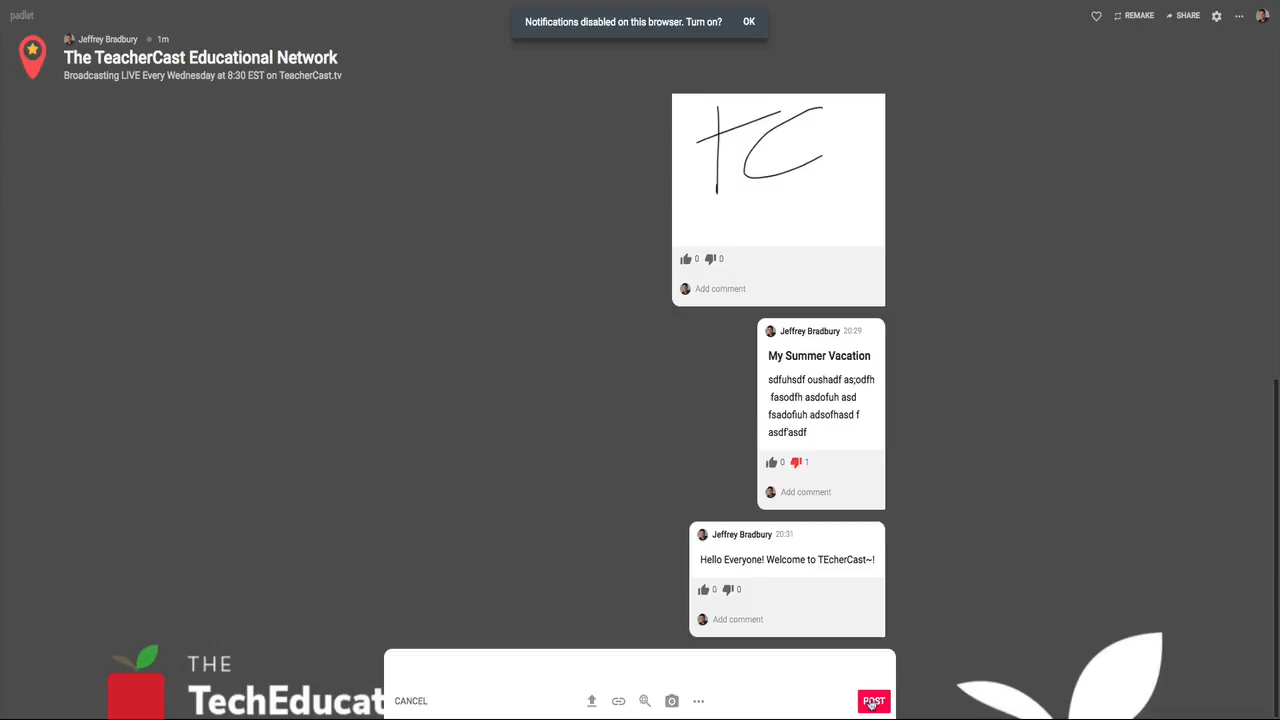 padlet
Notifications disabled on this browser. Turn on? OK
REMAKE SHARE
Jeffrey Bradbury 1m
The TeacherCast Educational Network
Broadcasting LIVE Every Wednesday at 8:30 EST on TeacherCast.tv
TC
0 0
Add comment
Jeffrey Bradbury 20:29
My Summer Vacation
sdfuhsdf oushadf as;odfh
fasodfh asdofuh asd
fsadofiuh adsofhasd f
asdf'asdf
0 1
Add comment
Jeffrey Bradbury 20:31
Hello Everyone! Welcome to TEcherCast~!
0 0
Add comment
THE
TechEducat
CANCEL
POST